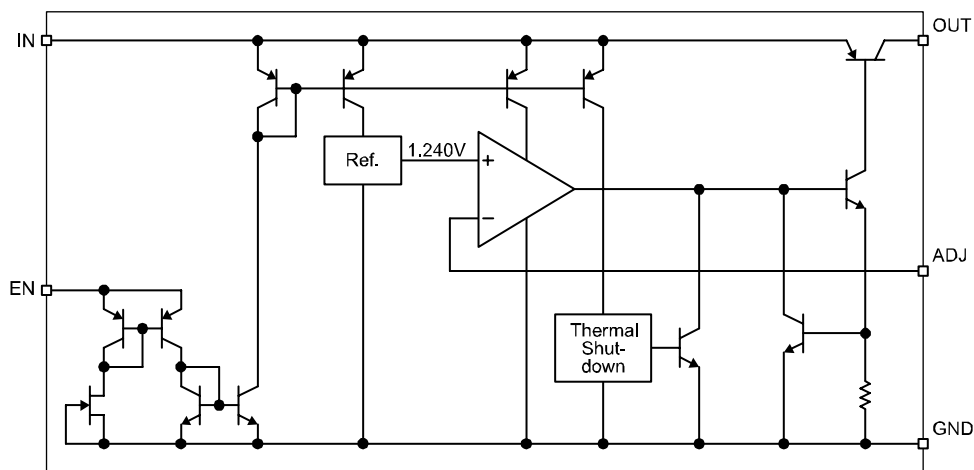 IN
OUT
Ref.
1.240V
+
−
ADJ
EN
Thermal
Shut-
down
GND